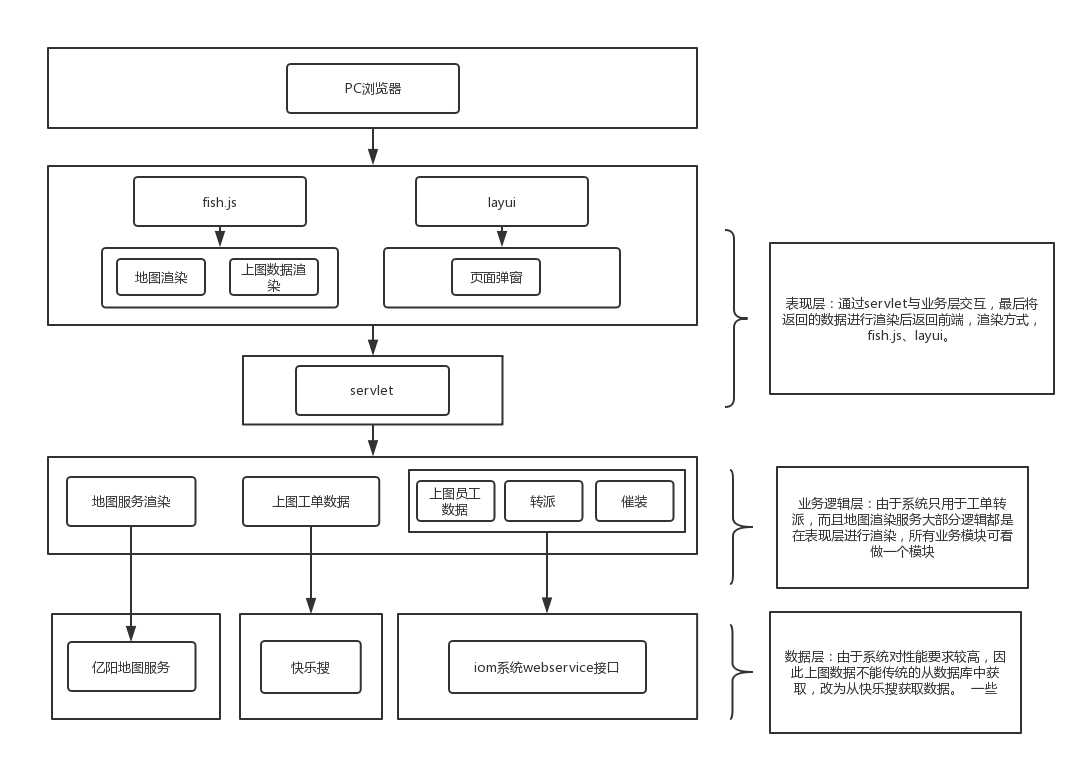 PC浏览器
fish.js
layui
地图渲染
上图数据渲
染
页面弹窗
表现层：通过servlet与业务层交互，最后将
返回的数据进行渲染后返回前端，渲染方式，
fish.js、layui。
servlet
地图服务渲染
上图工单数据
上图员工
数据
转派
催装
业务逻辑层：由于系统只用于工单转
派，而且地图渲染服务大部分逻辑都是
在表现层进行渲染，所有业务模块可看
做一个模块
亿阳地图服务
快乐搜
iom系统webservice接口
数据层：由于系统对性能要求较高，因
此上图数据不能传统的从数据库中获
取，改为从快乐搜获取数据。 一些